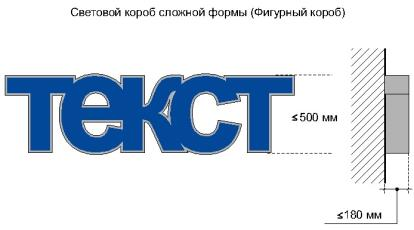 Световой короб сложной формы (Фигурный короб)
текст
≤500 мм
≤180 мм